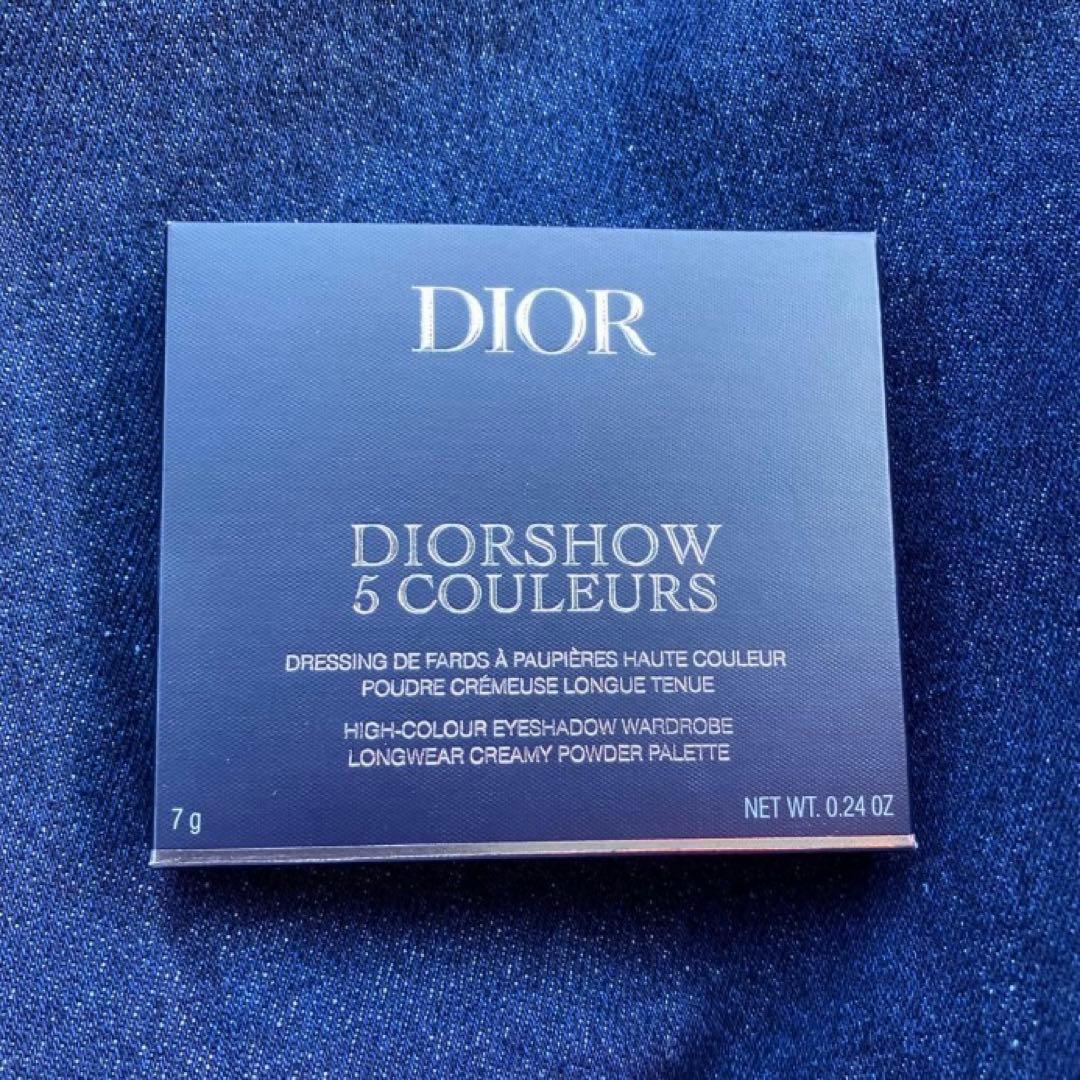 DIOR
DIORSHOW
5 COULEURS
DRESSING DE FARDS À PAUPIÈRES HAUTE COULEUR
POUDRE CRÉMEUSE LONGUE TENUE
HIGH-COLOUR EYESHADOW WARDROBE
LONGWEAR CREAMY POWDER PALETTE
7 g
NET WT. 0.24 OZ